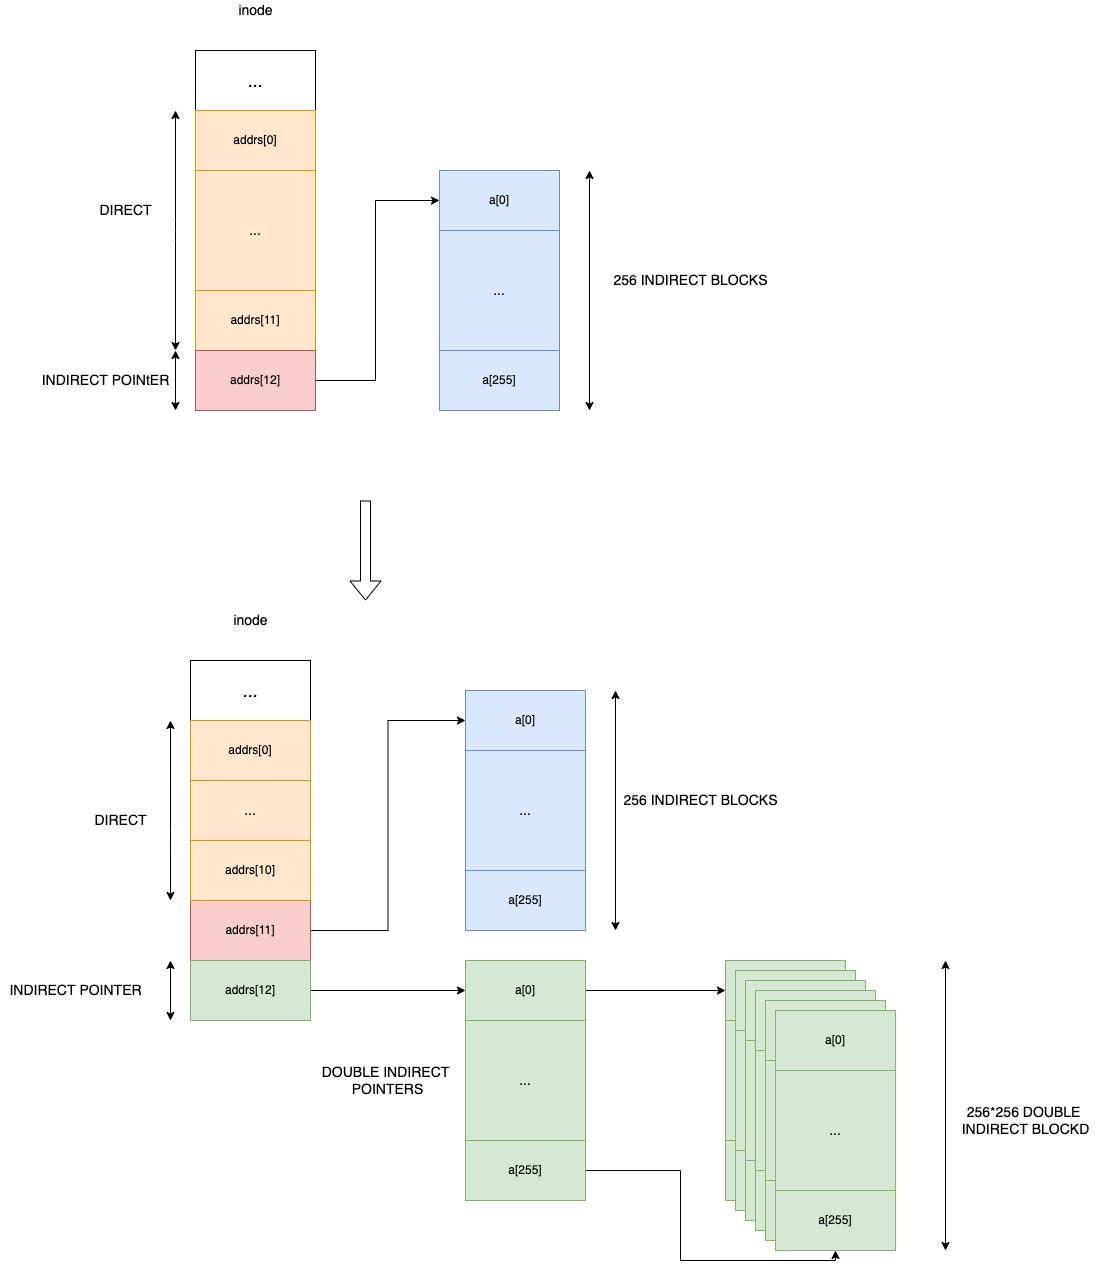 inode
...
addrs[0]
DIRECT
...
addrs[11]
INDIRECT POINtER
addrs[12]
a[0]
...
a[255]
256 INDIRECT BLOCKS
inode
...
addrs[0]
DIRECT
...
addrs[10]
addrs[11]
INDIRECT POINTER
addrs[12]
a[0]
...
a[255]
256 INDIRECT BLOCKS
a[0]
DOUBLE INDIRECT
POINTERS
...
a[255]
a[0]
...
a[255]
256*256 DOUBLE
INDIRECT BLOCKD